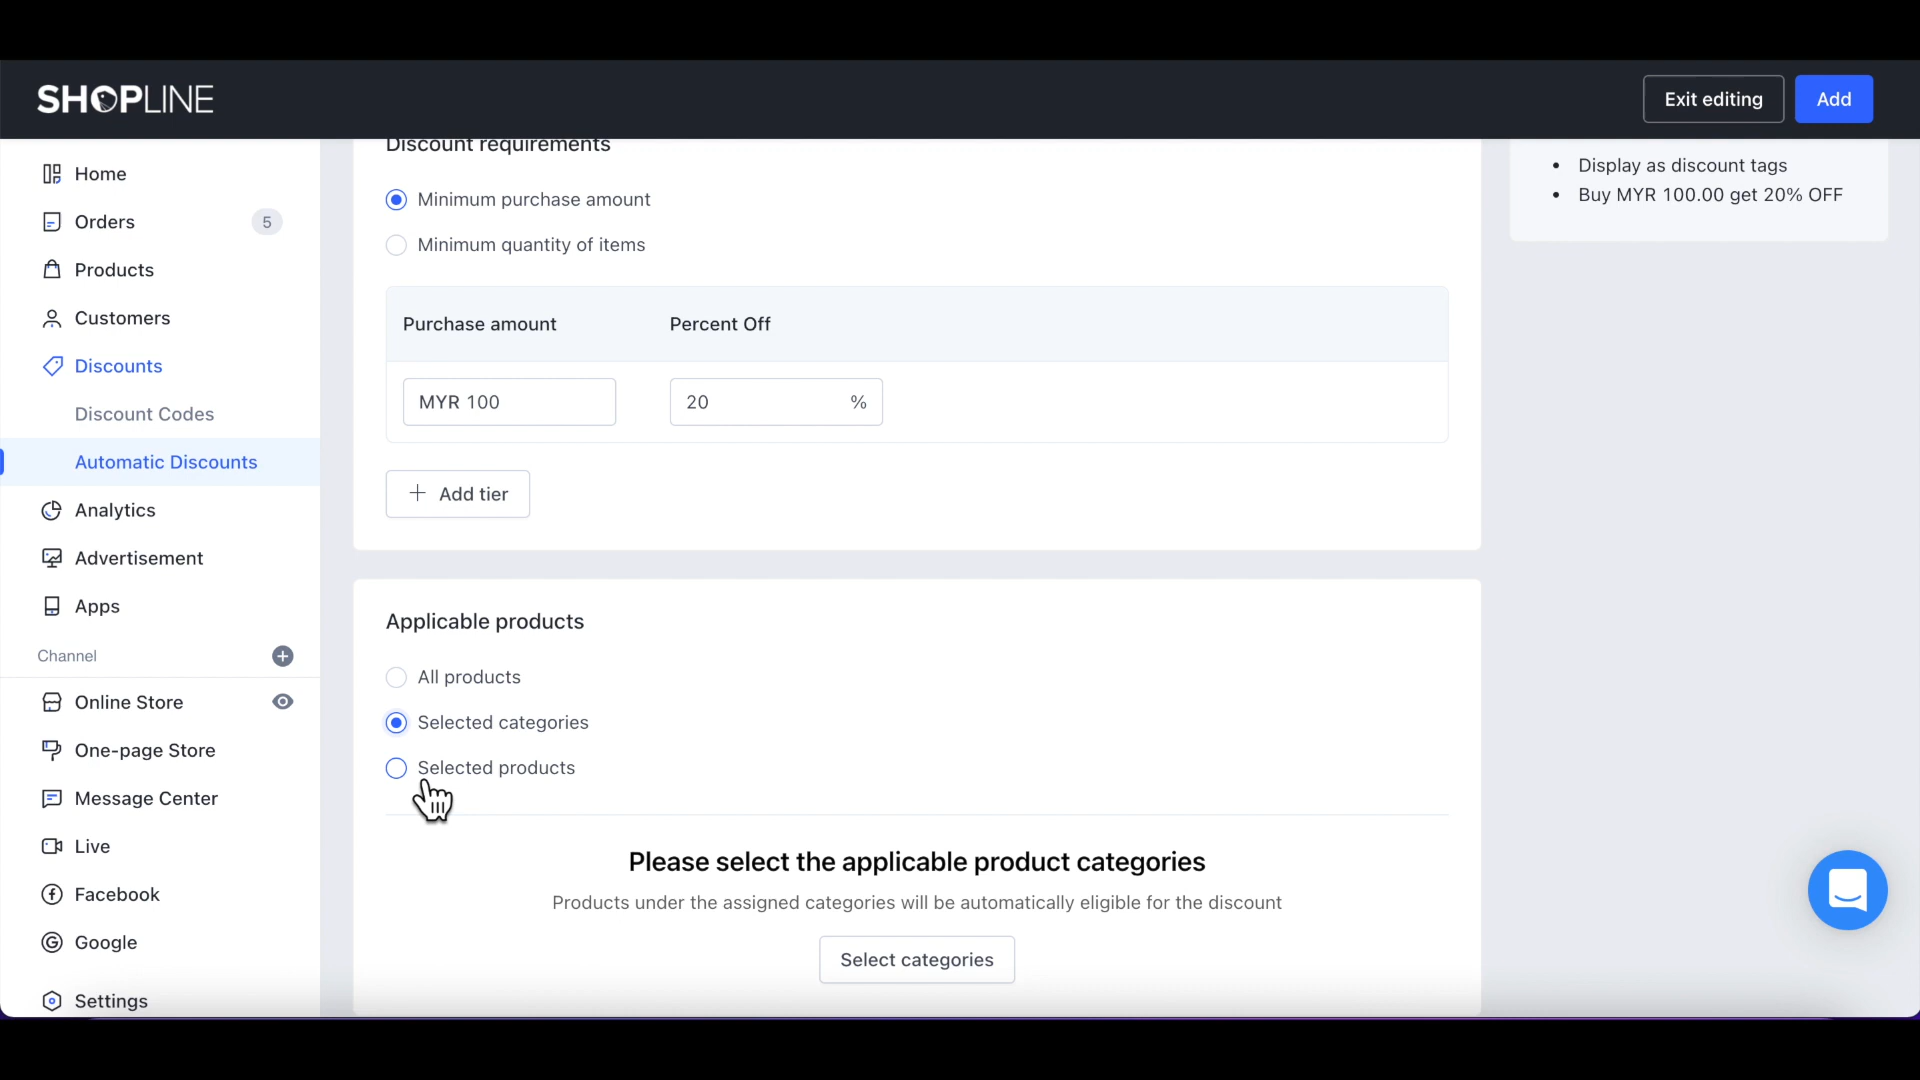 SHOPLINE
Exit editing
Add
Home
Orders
5
Products
Customers
Discounts
Discount Codes
Automatic Discounts
Analytics
Advertisement
Apps
Channel
Online Store
One-page Store
Message Center
Live
Facebook
Google
Settings
Discount requirements
Minimum purchase amount
Minimum quantity of items
Purchase amount
Percent Off
MYR 100
20 %
Add tier
Applicable products
All products
Selected categories
Selected products
Please select the applicable product categories
Products under the assigned categories will be automatically eligible for the discount
Select categories
• Display as discount tags
• Buy MYR 100.00 get 20% OFF